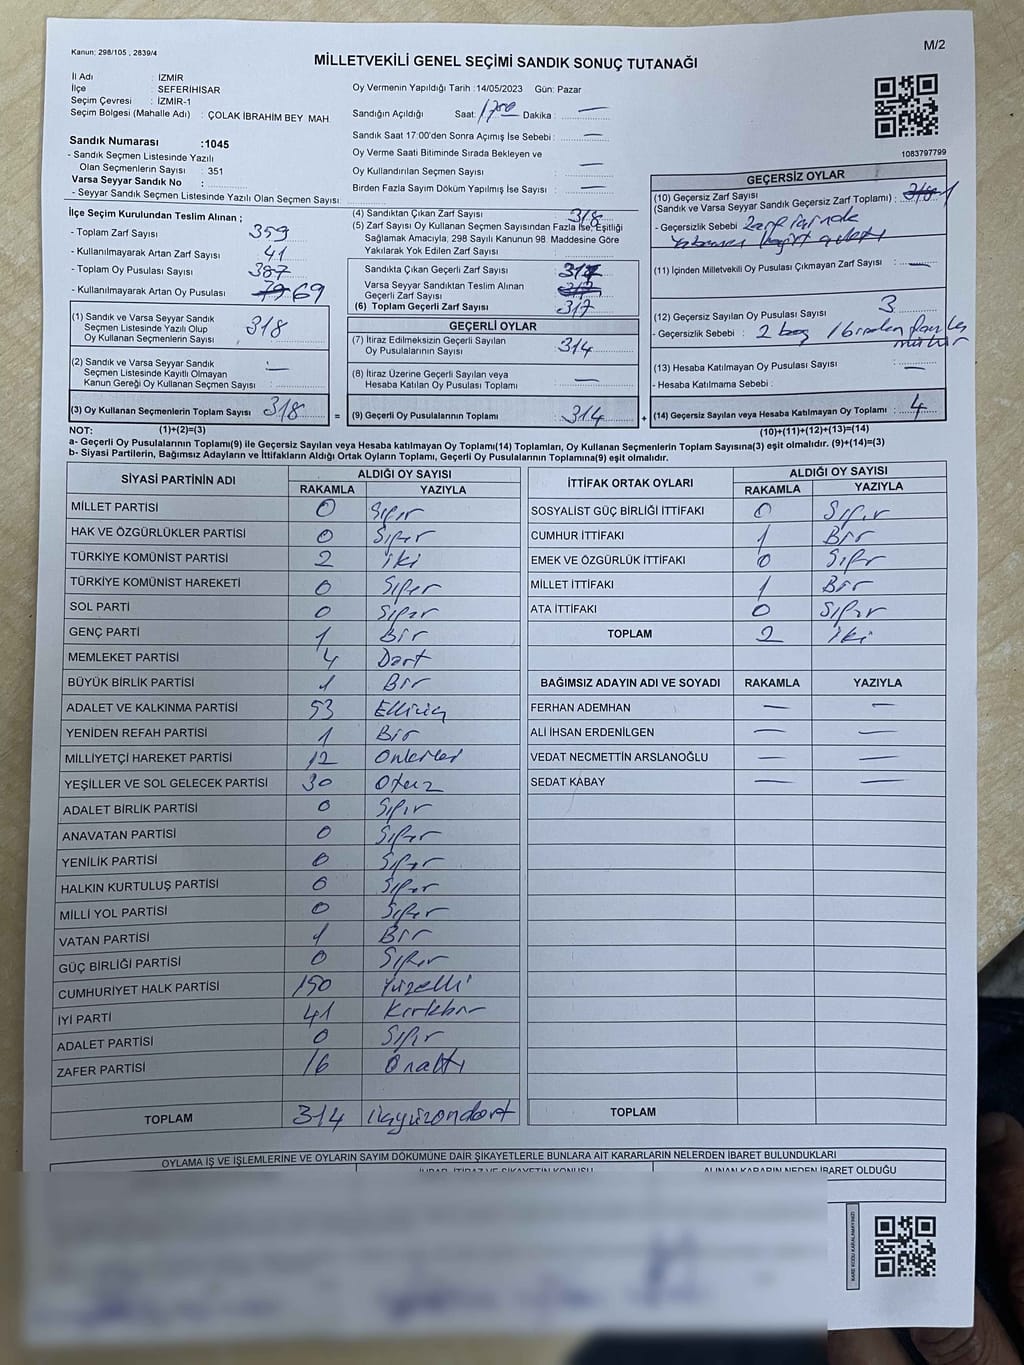 Kanun: 298/105 , 2839/4
M/2
MİLLETVEKİLİ GENEL SEÇİMİ SANDIK SONUÇ TUTANAĞI
İl Adı : İZMİR
İlçe : SEFERİHİSAR
Seçim Çevresi : İZMİR-1
Seçim Bölgesi (Mahalle Adı) : ÇOLAK İBRAHİM BEY MAH.
Sandık Numarası :1045
- Sandık Seçmen Listesinde Yazılı
Olan Seçmenlerin Sayısı : 351
Varsa Seyyar Sandık No :
- Seyyar Sandık Seçmen Listesinde Yazılı Olan Seçmen Sayısı:
Oy Vermenin Yapıldığı Tarih :14/05/2023 Gün: Pazar
Sandığın Açıldığı Saat: 1700 Dakika : —
Sandık Saat 17:00'den Sonra Açımış İse Sebebi : —
Oy Verme Saati Bitiminde Sırada Bekleyen ve
Oy Kullandırılan Seçmen Sayısı : —
Birden Fazla Sayım Döküm Yapılmış İse Sayısı : —
1083797799
İlçe Seçim Kurulundan Teslim Alınan ;
- Toplam Zarf Sayısı : 359
- Kullanılmayarak Artan Zarf Sayısı : 41
- Toplam Oy Pusulası Sayısı : 387
- Kullanılmayarak Artan Oy Pusulası : 69
(1) Sandık ve Varsa Seyyar Sandık
Seçmen Listesinde Yazılı Olup
Oy Kullanan Seçmenlerin Sayısı : 318
(2) Sandık ve Varsa Seyyar Sandık
Seçmen Listesinde Kayıtlı Olmayan
Kanun Gereği Oy Kullanan Seçmen Sayısı : —
(3) Oy Kullanan Seçmenlerin Toplam Sayısı : 318
(4) Sandıktan Çıkan Zarf Sayısı : 318
(5) Zarf Sayısı Oy Kullanan Seçmen Sayısından Fazla İse, Eşitliği
Sağlamak Amacıyla, 298 Sayılı Kanunun 98. Maddesine Göre
Yakılarak Yok Edilen Zarf Sayısı :
Sandıkta Çıkan Geçerli Zarf Sayısı : 317
Varsa Seyyar Sandıktan Teslim Alınan
Geçerli Zarf Sayısı :
(6) Toplam Geçerli Zarf Sayısı : 317
GEÇERLİ OYLAR
(7) İtiraz Edilmeksizin Geçerli Sayılan
Oy Pusulalarının Sayısı : 314
(8) İtiraz Üzerine Geçerli Sayılan veya
Hesaba Katılan Oy Pusulası Toplamı : —
= (9) Geçerli Oy Pusulalarının Toplamı : 314
GEÇERSİZ OYLAR
(10) Geçersiz Zarf Sayısı
(Sandık ve Varsa Seyyar Sandık Geçersiz Zarf Toplamı) : 1
- Geçersizlik Sebebi : Zarf içinde
(11) İçinden Milletvekili Oy Pusulası Çıkmayan Zarf Sayısı : —
(12) Geçersiz Sayılan Oy Pusulası Sayısı : 3
- Geçersizlik Sebebi : 2 boş 1 birden fazla
mühür
(13) Hesaba Katılmayan Oy Pusulası Sayısı : —
- Hesaba Katılmama Sebebi :
+ (14) Geçersiz Sayılan veya Hesaba Katılmayan Oy Toplamı : 4
NOT: (1)+(2)=(3) (10)+(11)+(12)+(13)=(14)
a- Geçerli Oy Pusulalarının Toplamı(9) ile Geçersiz Sayılan veya Hesaba katılmayan Oy Toplamı(14) Toplamları, Oy Kullanan Seçmenlerin Toplam Sayısına(3) eşit olmalıdır. (9)+(14)=(3)
b- Siyasi Partilerin, Bağımsız Adayların ve İttifakların Aldığı Ortak Oyların Toplamı, Geçerli Oy Pusulalarının Toplamına(9) eşit olmalıdır.
SİYASİ PARTİNİN ADI ALDIĞI OY SAYISI
RAKAMLA YAZIYLA
MİLLET PARTİSİ 0 Sıfır
HAK VE ÖZGÜRLÜKLER PARTİSİ 0 Sıfır
TÜRKİYE KOMÜNİST PARTİSİ 2 iki
TÜRKİYE KOMÜNİST HAREKETİ 0 Sıfır
SOL PARTİ 0 Sıfır
GENÇ PARTİ 1 Bir
MEMLEKET PARTİSİ 4 Dört
BÜYÜK BİRLİK PARTİSİ 1 Bir
ADALET VE KALKINMA PARTİSİ 53 Elliüç
YENİDEN REFAH PARTİSİ 1 Bir
MİLLİYETÇİ HAREKET PARTİSİ 12 Oniki
YEŞİLLER VE SOL GELECEK PARTİSİ 30 Otuz
ADALET BİRLİK PARTİSİ 0 Sıfır
ANAVATAN PARTİSİ 0 Sıfır
YENİLİK PARTİSİ 0 Sıfır
HALKIN KURTULUŞ PARTİSİ 0 Sıfır
MİLLİ YOL PARTİSİ 0 Sıfır
VATAN PARTİSİ 1 Bir
GÜÇ BİRLİĞİ PARTİSİ 0 Sıfır
CUMHURİYET HALK PARTİSİ 150 Yüzelli
İYİ PARTİ 41 Kırkbir
ADALET PARTİSİ 0 Sıfır
ZAFER PARTİSİ 16 Onaltı
TOPLAM 314 üçyüzondört
İTTİFAK ORTAK OYLARI ALDIĞI OY SAYISI
RAKAMLA YAZIYLA
SOSYALİST GÜÇ BİRLİĞİ İTTİFAKI 0 Sıfır
CUMHUR İTTİFAKI 1 Bir
EMEK VE ÖZGÜRLÜK İTTİFAKI 0 Sıfır
MİLLET İTTİFAKI 1 Bir
ATA İTTİFAKI 0 Sıfır
TOPLAM 2 iki
BAĞIMSIZ ADAYIN ADI VE SOYADI RAKAMLA YAZIYLA
FERHAN ADEMHAN — —
ALİ İHSAN ERDENİLGEN — —
VEDAT NECMETTİN ARSLANOĞLU — —
SEDAT KABAY — —
TOPLAM
OYLAMA İŞ VE İŞLEMLERİNE VE OYLARIN SAYIM DÖKÜMÜNE DAİR ŞİKAYETLERLE BUNLARA AİT KARARLARIN NELERDEN İBARET BULUNDUKLARI
İHBAR, İTİRAZ VE ŞİKAYETİN KONUSU ALINAN KARARIN NEDEN İBARET OLDUĞU
KARE KODU KARALAMAYINIZ!